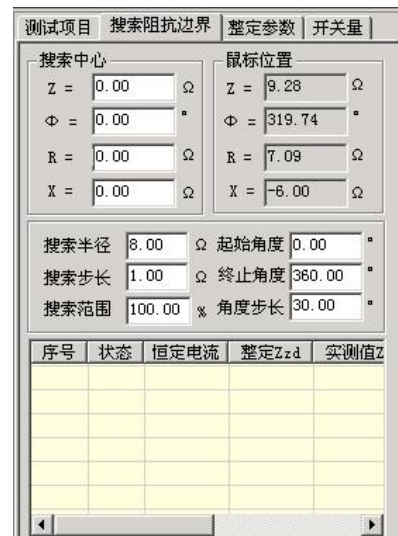 测试项目 搜索阻抗边界 整定参数 开关量
搜索中心 鼠标位置
Z = 0.00 Ω Z = 9.28 Ω
Φ = 0.00 ° Φ = 319.74 °
R = 0.00 Ω R = 7.09 Ω
X = 0.00 Ω X = -6.00 Ω
搜索半径 8.00 Ω 起始角度 0.00 °
搜索步长 1.00 Ω 终止角度 360.00 °
搜索范围 100.00 % 角度步长 30.00 °
序号 状态 恒定电流 整定Zzd 实测值Z